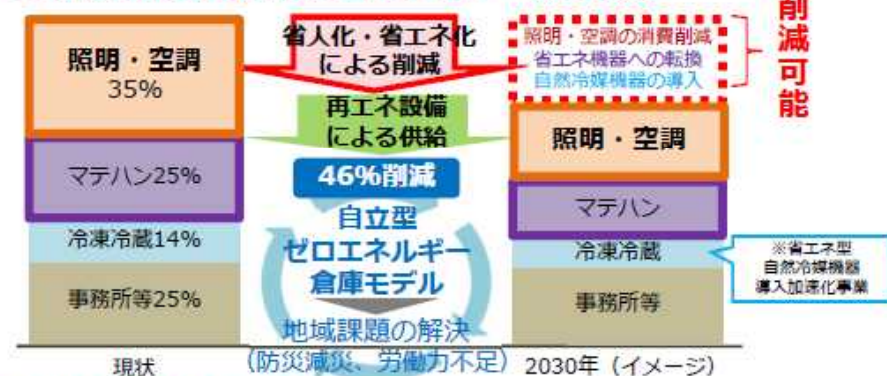 照明・空調
35%
マテハン25%
冷凍冷蔵14%
事務所等25%
現状
省人化・省エネ化
による削減
再エネ設備
による供給
46%削減
自立型
ゼロエネルギー
倉庫モデル
地域課題の解決
(防災減災、労働力不足)
照明・空調の消費削減
省エネ機器への転換
自然冷媒機器の導入
削減可能
照明・空調
マテハン
冷凍冷蔵
事務所等
2030年（イメージ）
※省エネ型
自然冷媒機器
導入加速化事業